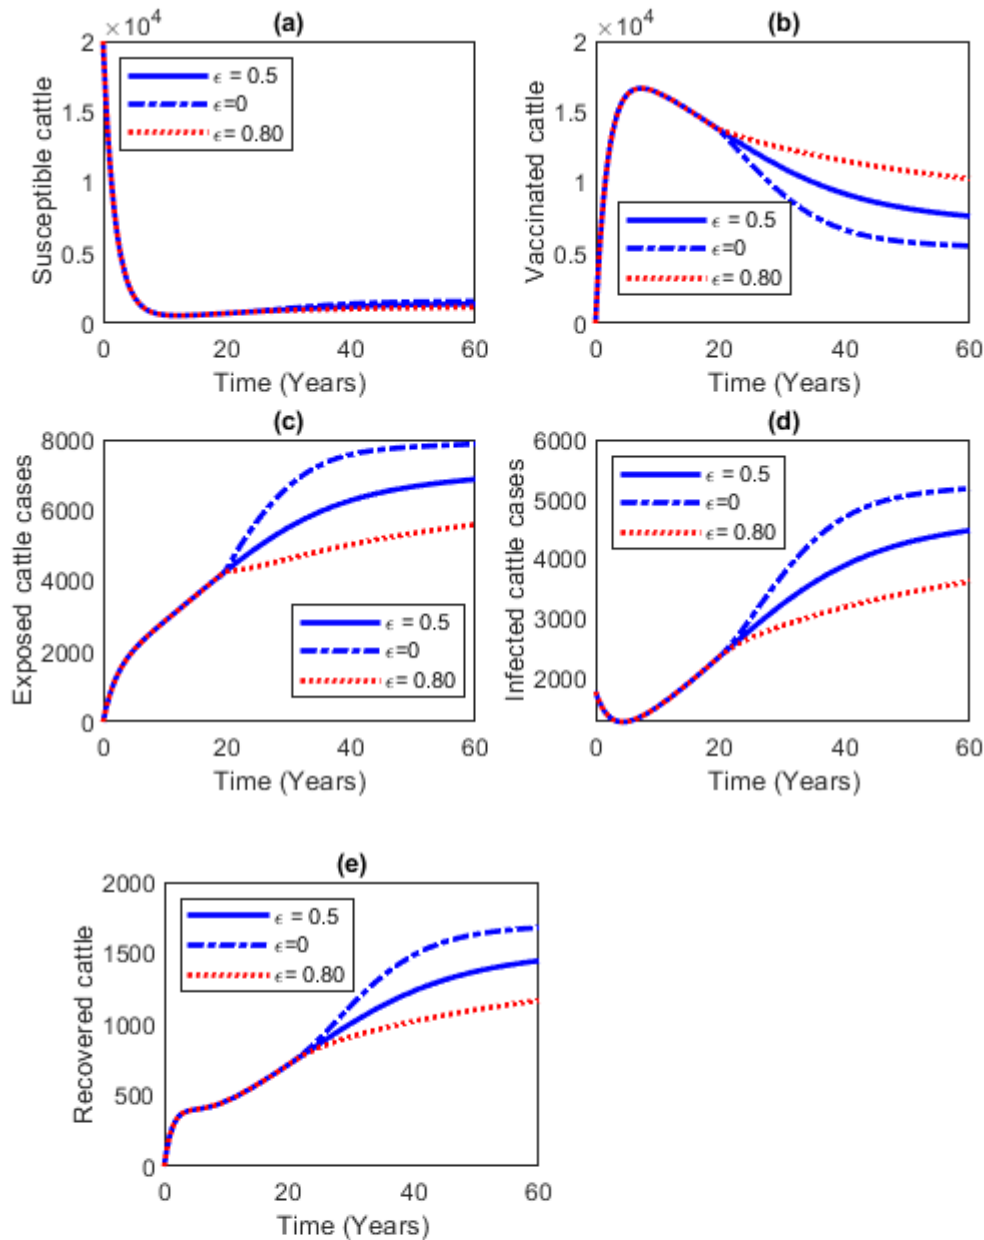 (a)
×10⁴
2
1.5
1
0.5
0
Susceptible cattle
ϵ = 0.5
ϵ=0
ϵ= 0.80
0 20 40 60
Time (Years)
(b)
×10⁴
2
1.5
1
0.5
0
Vaccinated cattle
ϵ = 0.5
ϵ=0
ϵ= 0.80
0 20 40 60
Time (Years)
(c)
8000
6000
4000
2000
0
Exposed cattle cases
ϵ = 0.5
ϵ=0
ϵ= 0.80
0 20 40 60
Time (Years)
(d)
6000
5000
4000
3000
2000
Infected cattle cases
ϵ = 0.5
ϵ=0
ϵ= 0.80
0 20 40 60
Time (Years)
(e)
2000
1500
1000
500
0
Recovered cattle
ϵ = 0.5
ϵ=0
ϵ= 0.80
0 20 40 60
Time (Years)